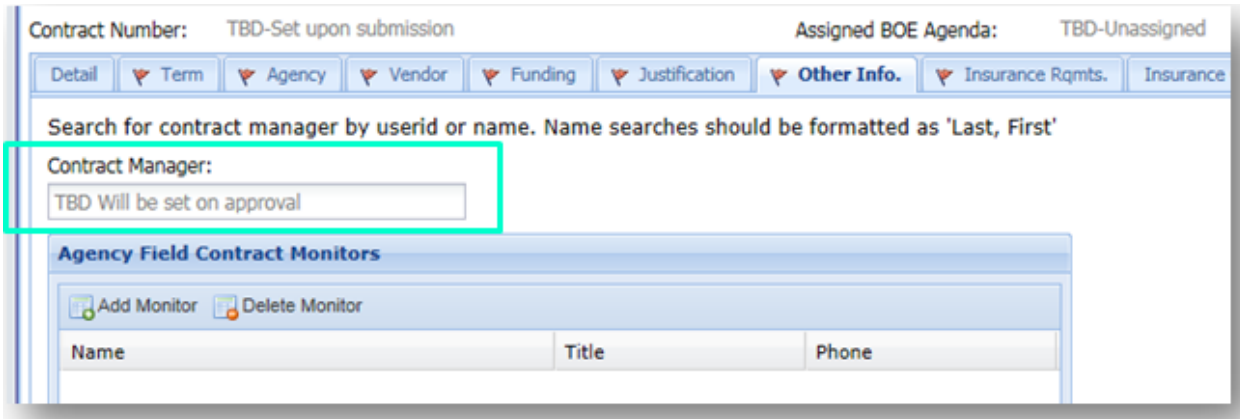 Contract Number: TBD-Set upon submission Assigned BOE Agenda: TBD-Unassigned
Detail Term Agency Vendor Funding Justification Other Info. Insurance Rqmts. Insurance
Search for contract manager by userid or name. Name searches should be formatted as 'Last, First'
Contract Manager:
TBD Will be set on approval
Agency Field Contract Monitors
Add Monitor Delete Monitor
Name Title Phone